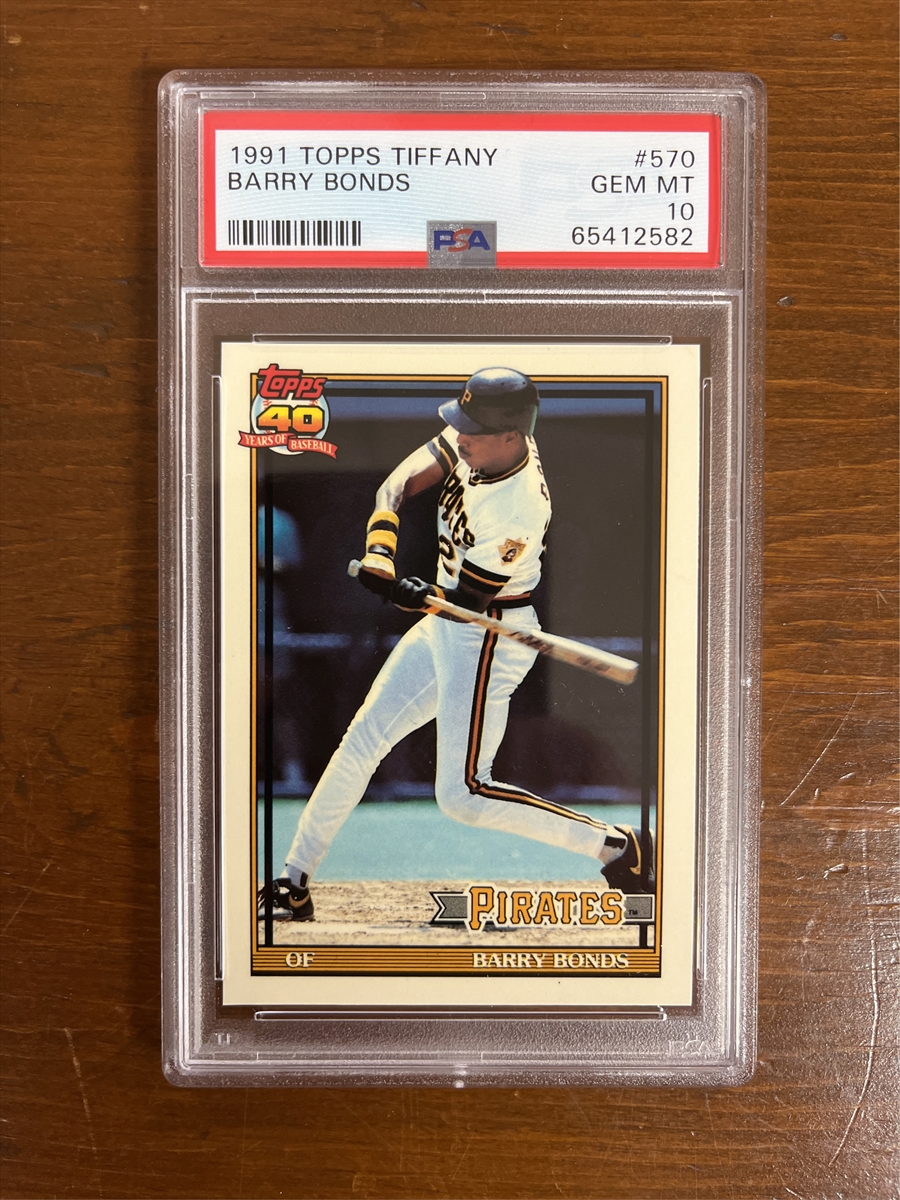 1991 TOPPS TIFFANY #570
BARRY BONDS GEM MT
10
PSA 65412582
TOPPS
40
YEARS OF BASEBALL
P
PIRATES
PIRATES™
OF BARRY BONDS